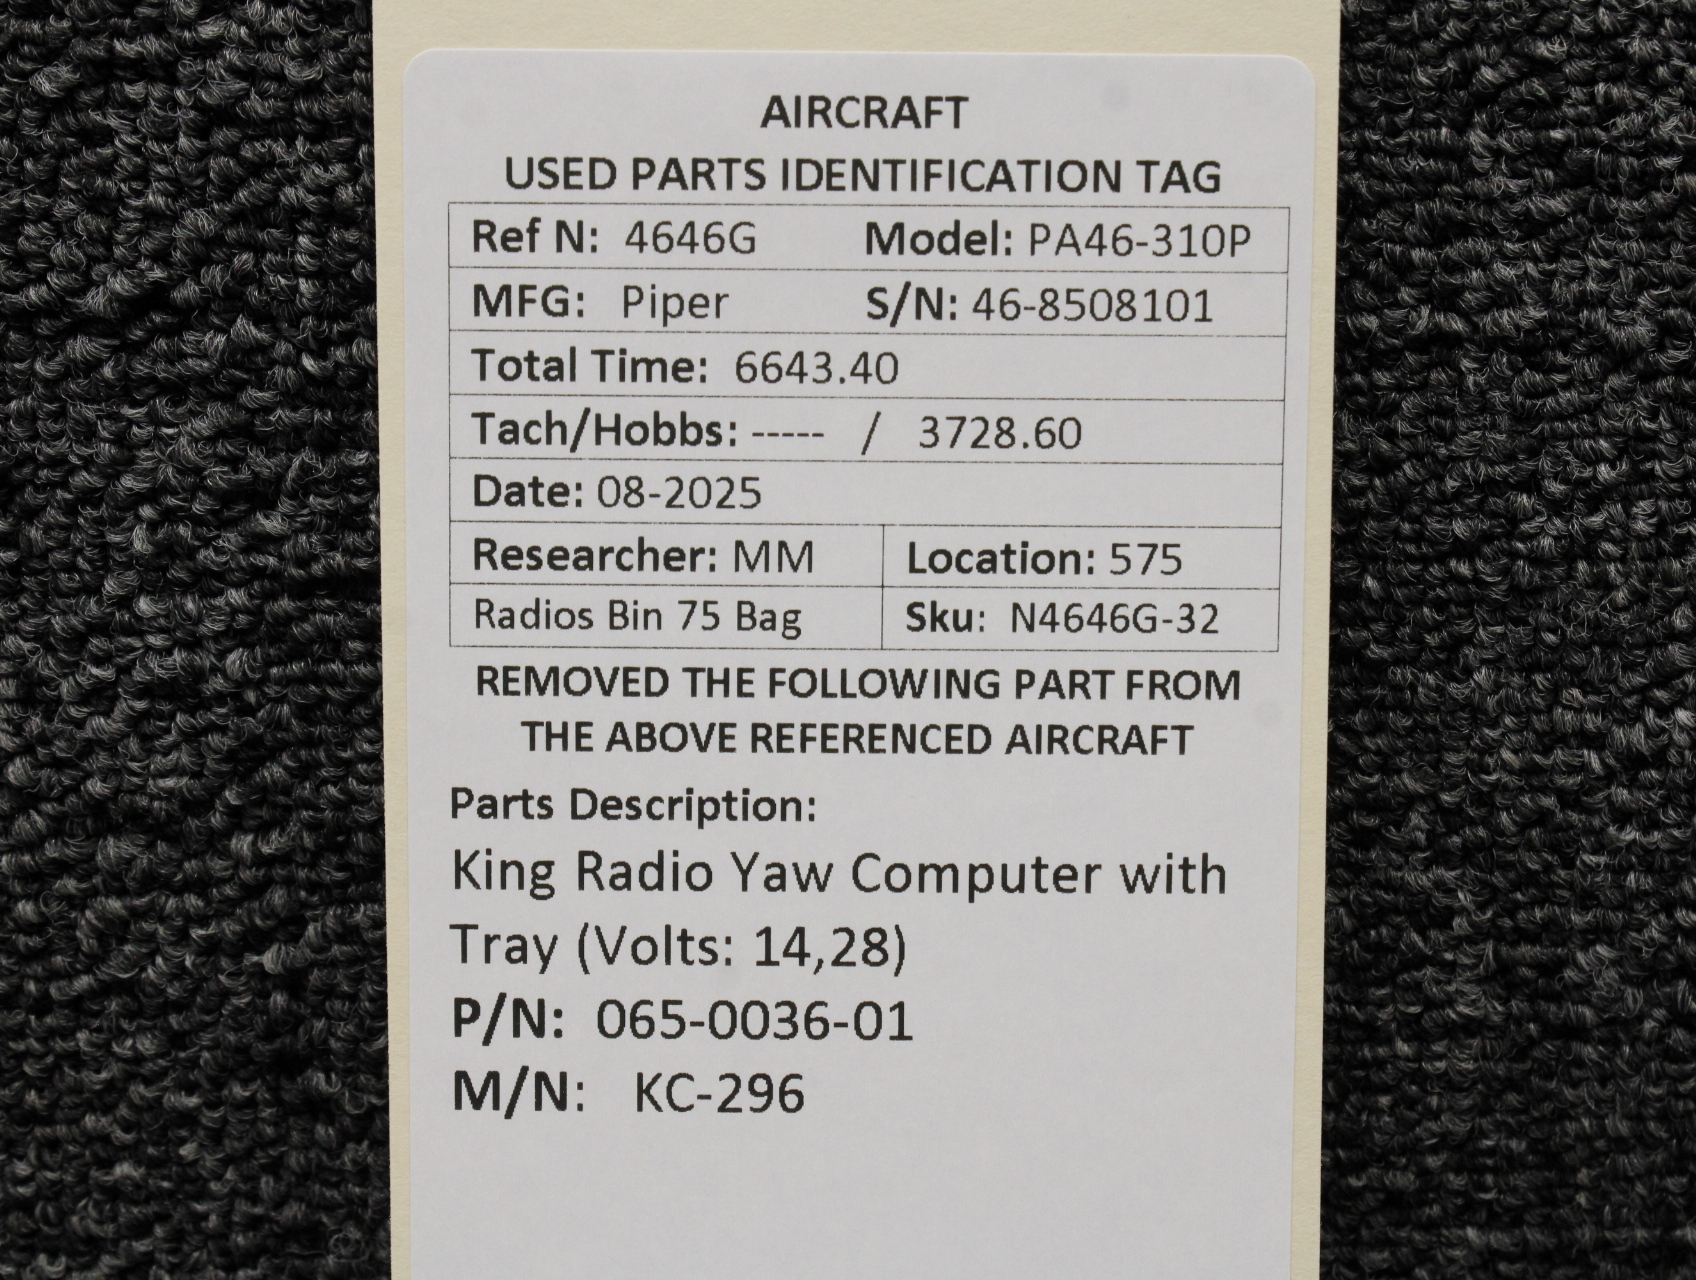 AIRCRAFT
USED PARTS IDENTIFICATION TAG
Ref N: 4646G Model: PA46-310P
MFG: Piper S/N: 46-8508101
Total Time: 6643.40
Tach/Hobbs: ----- / 3728.60
Date: 08-2025
Researcher: MM Location: 575
Radios Bin 75 Bag Sku: N4646G-32
REMOVED THE FOLLOWING PART FROM
THE ABOVE REFERENCED AIRCRAFT
Parts Description:
King Radio Yaw Computer with
Tray (Volts: 14,28)
P/N: 065-0036-01
M/N: KC-296